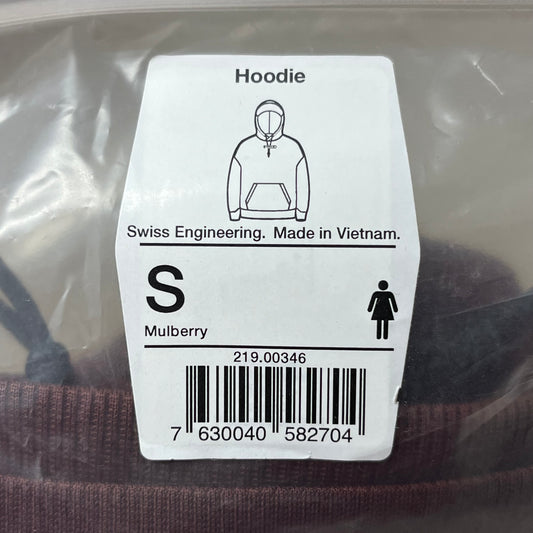 Hoodie
Swiss Engineering. Made in Vietnam.
S
Mulberry
219.00346
7 630040 582704